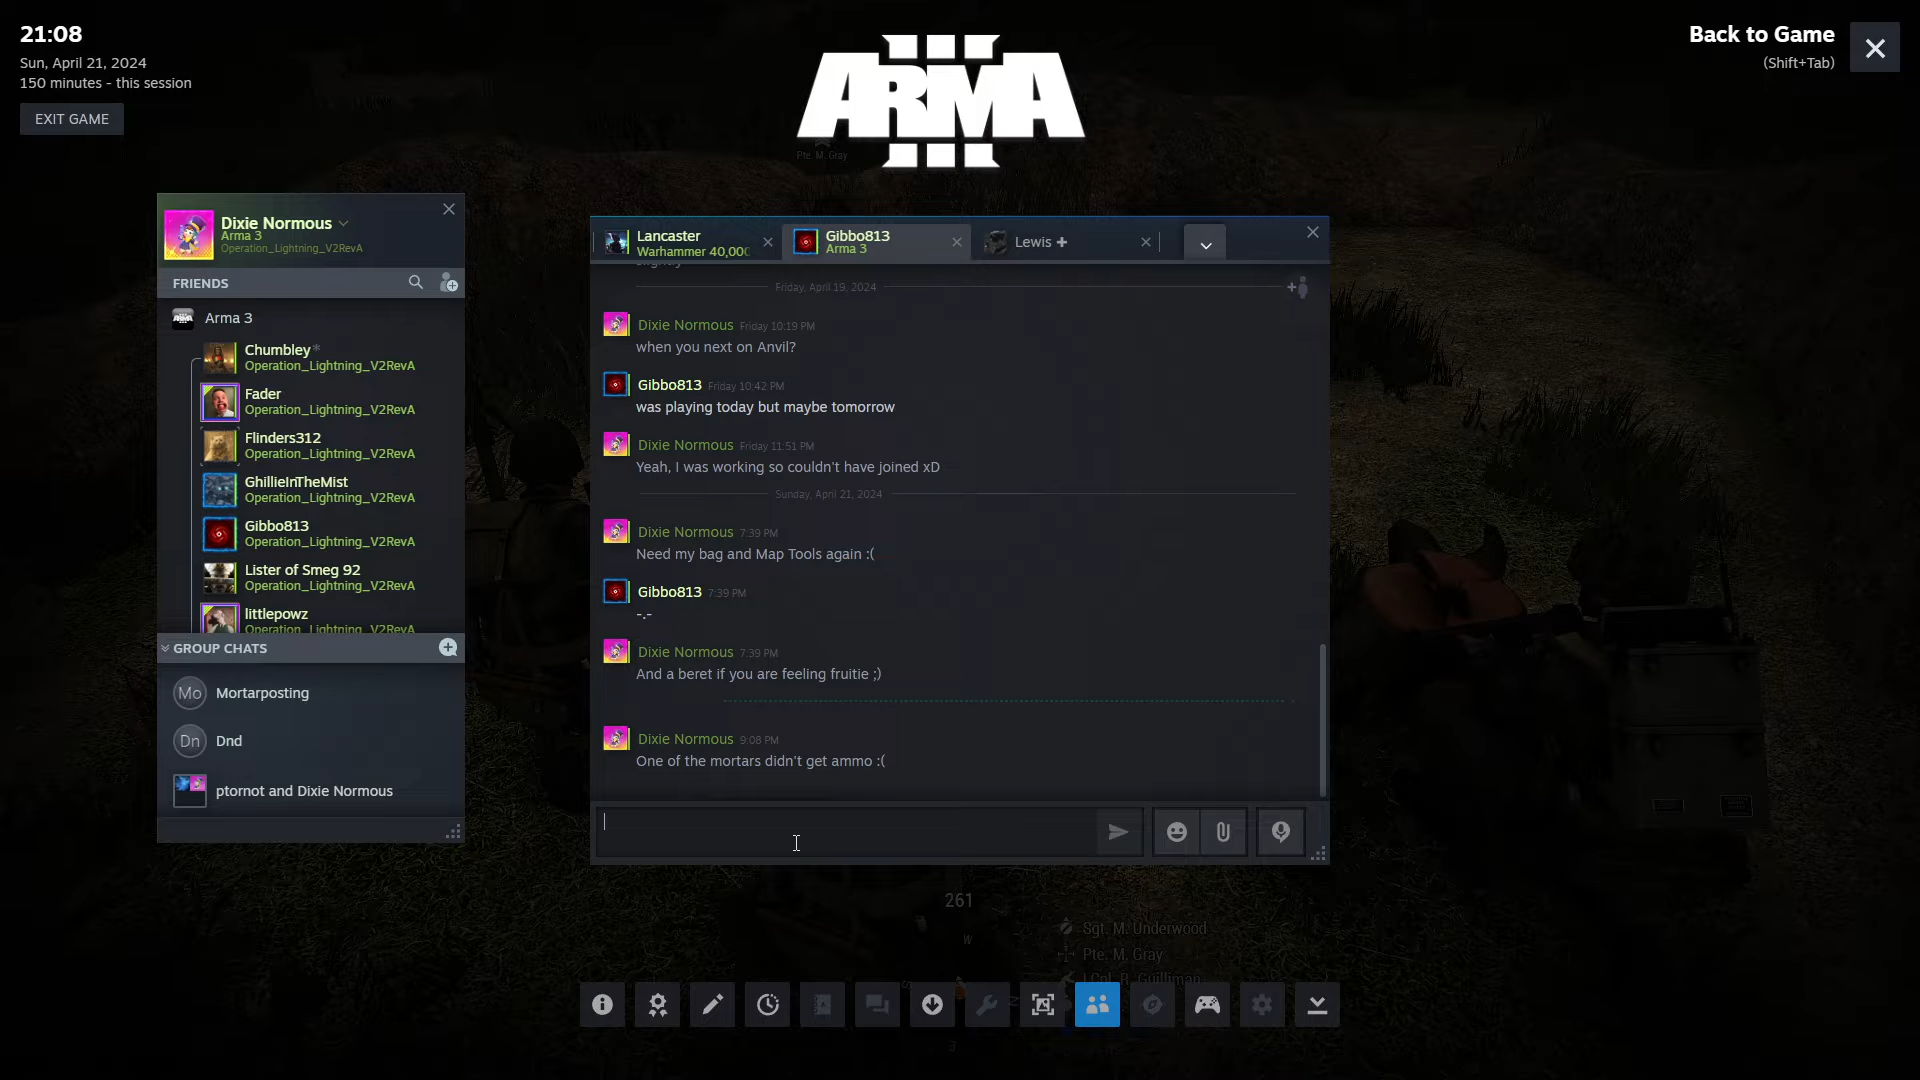 21:08
Sun, April 21, 2024
150 minutes - this session
EXIT GAME
ARMA
III
Back to Game
(Shift+Tab)
Pte. M. Gray
Dixie Normous
Arma 3
Operation_Lightning_V2RevA
FRIENDS
Arma 3
Chumbley*
Operation_Lightning_V2RevA
Fader
Operation_Lightning_V2RevA
Flinders312
Operation_Lightning_V2RevA
GhillieInTheMist
Operation_Lightning_V2RevA
Gibbo813
Operation_Lightning_V2RevA
Lister of Smeg 92
Operation_Lightning_V2RevA
littlepowz
Operation_Lightning_V2RevA
GROUP CHATS
Mo Mortarposting
Dn Dnd
ptornot and Dixie Normous
Lancaster
Warhammer 40,000
Gibbo813
Arma 3
Lewis +
slightly
Friday, April 19, 2024
Dixie Normous Friday 10:19 PM
when you next on Anvil?
Gibbo813 Friday 10:42 PM
was playing today but maybe tomorrow
Dixie Normous Friday 11:51 PM
Yeah, I was working so couldn't have joined xD
Sunday, April 21, 2024
Dixie Normous 7:39 PM
Need my bag and Map Tools again :(
Gibbo813 7:39 PM
-.-
Dixie Normous 7:39 PM
And a beret if you are feeling fruitie ;)
Dixie Normous 9:08 PM
One of the mortars didn't get ammo :(
261
W
Sgt. M. Underwood
Pte. M. Gray
LCpl. R. Guilliman